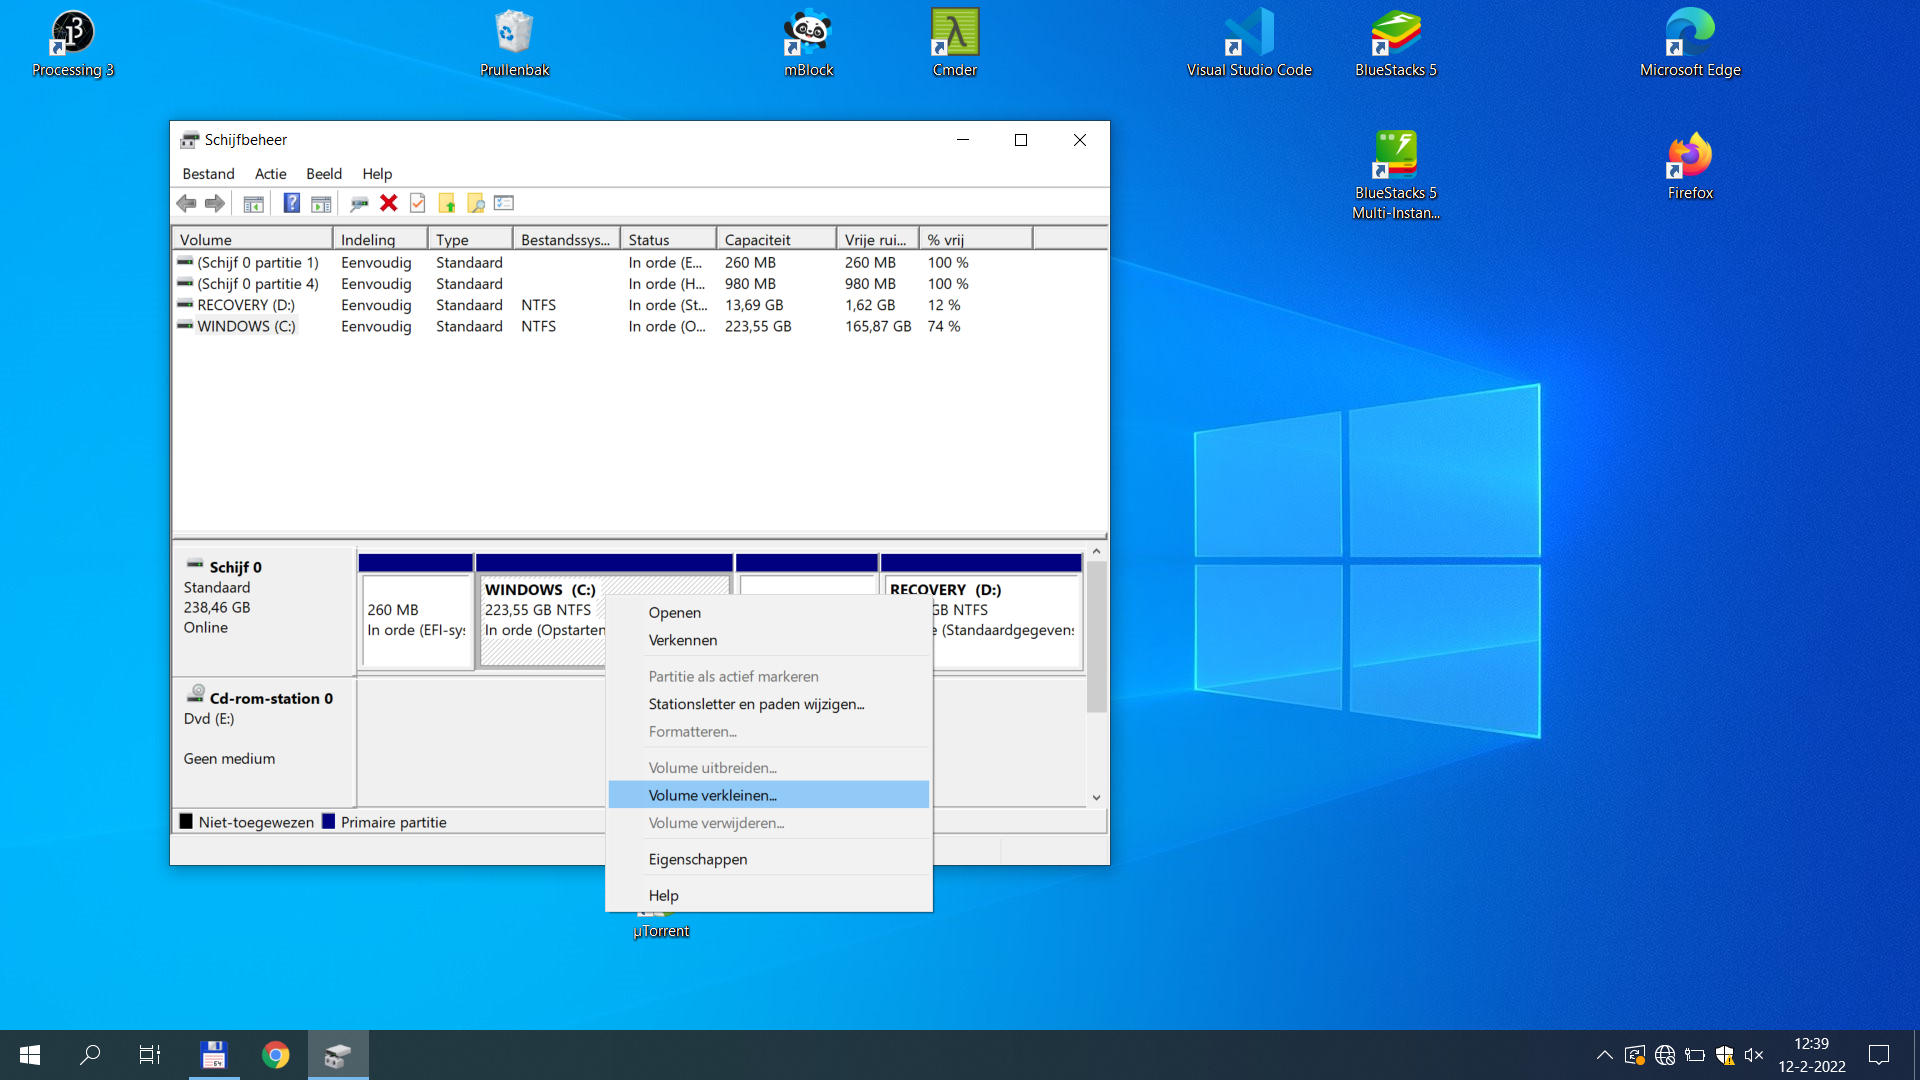 Processing 3
Prullenbak
mBlock
Cmder
Visual Studio Code
BlueStacks 5
Microsoft Edge
BlueStacks 5
Multi-Instan...
Firefox
Schijfbeheer
Bestand Actie Beeld Help
Volume Indeling Type Bestandssys... Status Capaciteit Vrije rui... % vrij
(Schijf 0 partitie 1) Eenvoudig Standaard In orde (E... 260 MB 260 MB 100 %
(Schijf 0 partitie 4) Eenvoudig Standaard In orde (H... 980 MB 980 MB 100 %
RECOVERY (D:) Eenvoudig Standaard NTFS In orde (St... 13,69 GB 1,62 GB 12 %
WINDOWS (C:) Eenvoudig Standaard NTFS In orde (O... 223,55 GB 165,87 GB 74 %
Schijf 0
Standaard
238,46 GB
Online
260 MB
In orde (EFI-sy
WINDOWS (C:)
223,55 GB NTFS
In orde (Opstarten
RECOVERY (D:)
GB NTFS
(Standaardgegevens
Cd-rom-station 0
Dvd (E:)
Geen medium
Niet-toegewezen Primaire partitie
Openen
Verkennen
Partitie als actief markeren
Stationsletter en paden wijzigen...
Formatteren...
Volume uitbreiden...
Volume verkleinen...
Volume verwijderen...
Eigenschappen
Help
µTorrent
64
12:39
12-2-2022